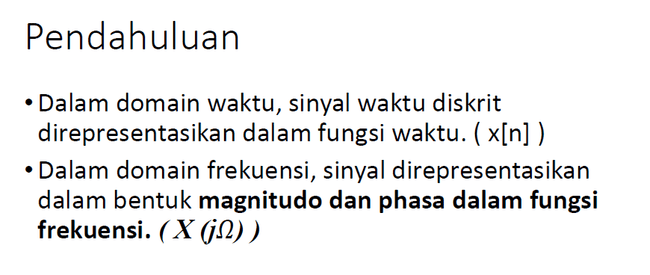 Pendahuluan
• Dalam domain waktu, sinyal waktu diskrit
direpresentasikan dalam fungsi waktu. ( x[n] )
• Dalam domain frekuensi, sinyal direpresentasikan
dalam bentuk magnitudo dan phasa dalam fungsi
frekuensi. ( X (jΩ) )